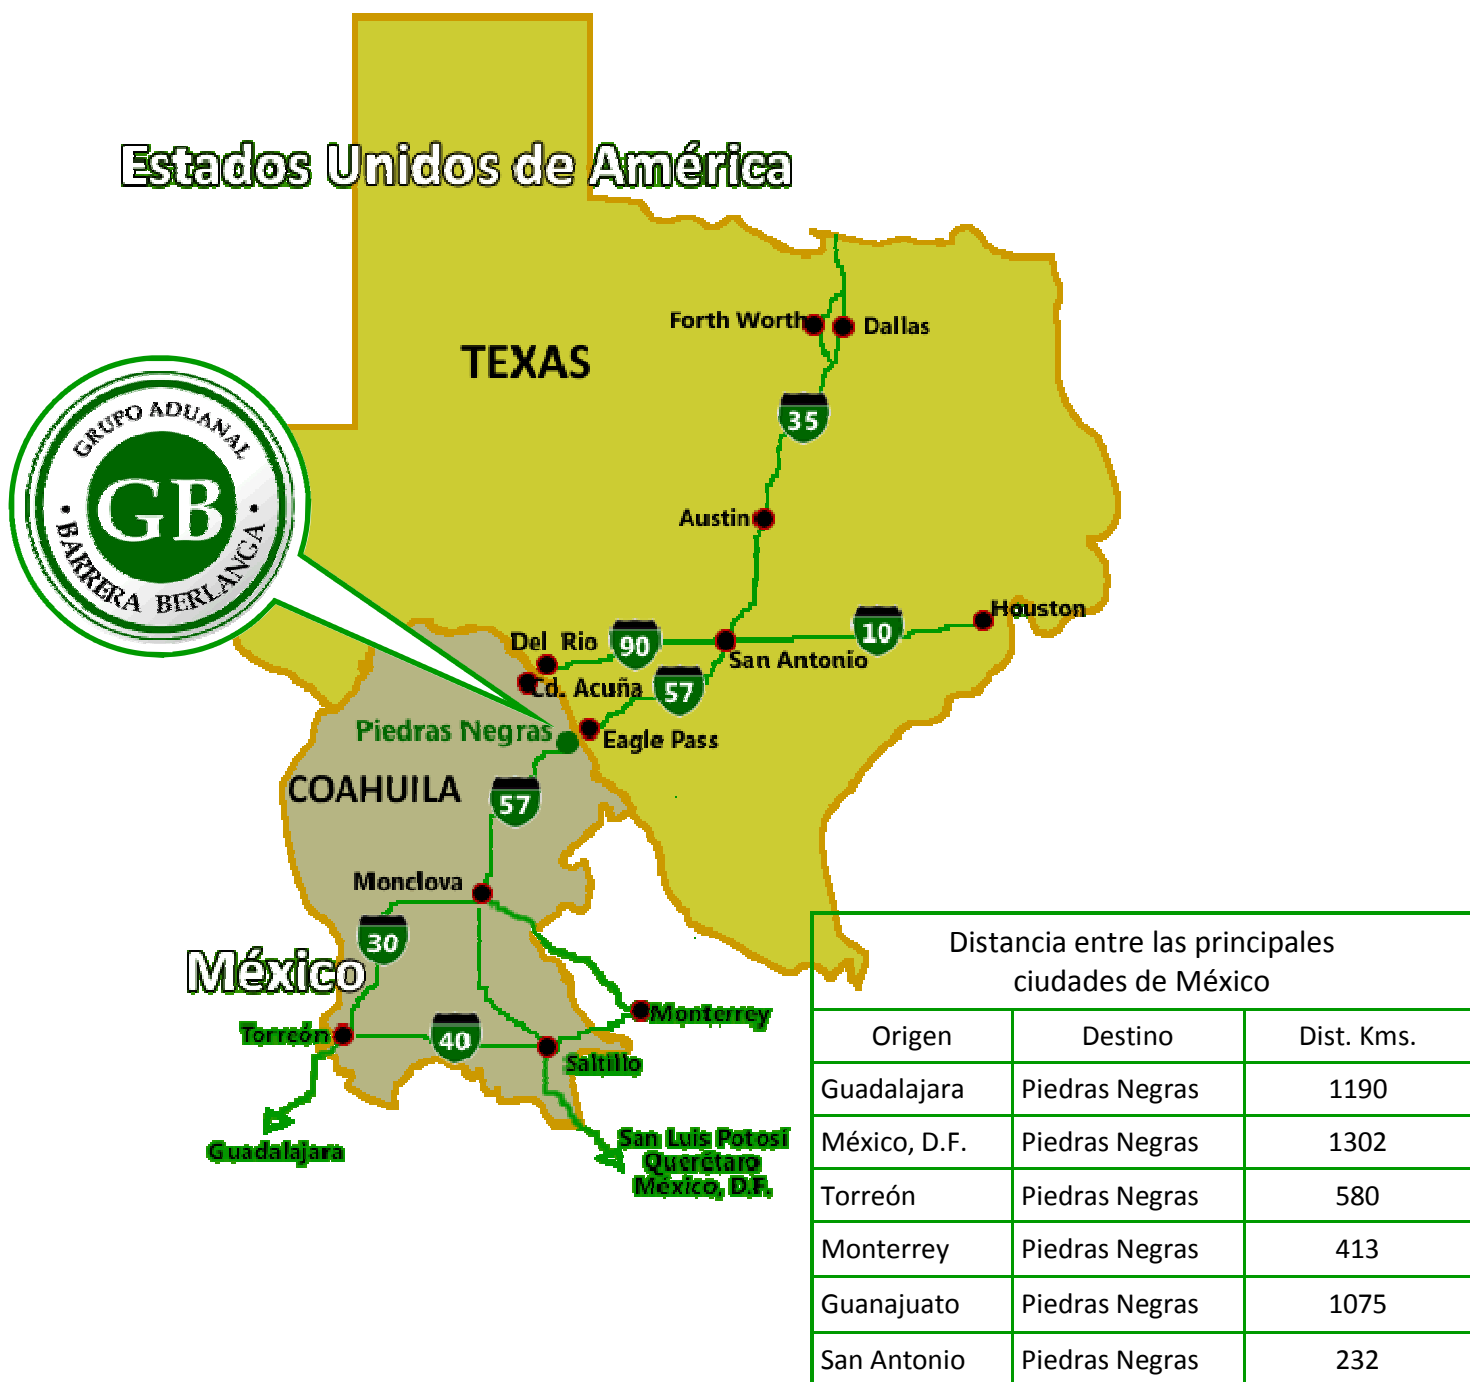 Estados Unidos de América
Forth Worth
Dallas
TEXAS
35
GRUPO ADUANAL
GB
• BARRERA BERLANGA •
Austin
Houston
10
Del Rio
90
San Antonio
Cd. Acuña
57
Piedras Negras
Eagle Pass
COAHUILA
57
Monclova
30
México
Torreón
40
Monterrey
Saltillo
Guadalajara
San Luis Potosí
Querétaro
México, D.F.
Distancia entre las principales
ciudades de México
Origen Destino Dist. Kms.
Guadalajara Piedras Negras 1190
México, D.F. Piedras Negras 1302
Torreón Piedras Negras 580
Monterrey Piedras Negras 413
Guanajuato Piedras Negras 1075
San Antonio Piedras Negras 232